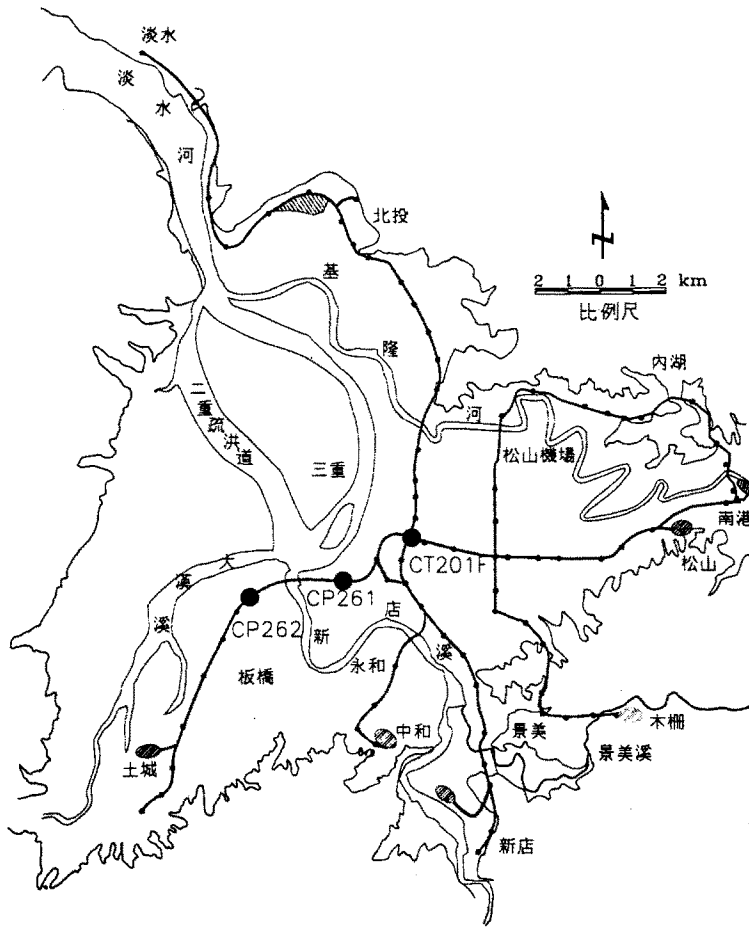 淡水
淡水河
北投
2 1 0 1 2 km
比例尺
基隆河
內湖
二重疏洪道
三重
松山機場
南港
松山
CT201F
CP261
CP262
大漢溪
新店溪
永和
板橋
中和
土城
景美
木柵
景美溪
新店